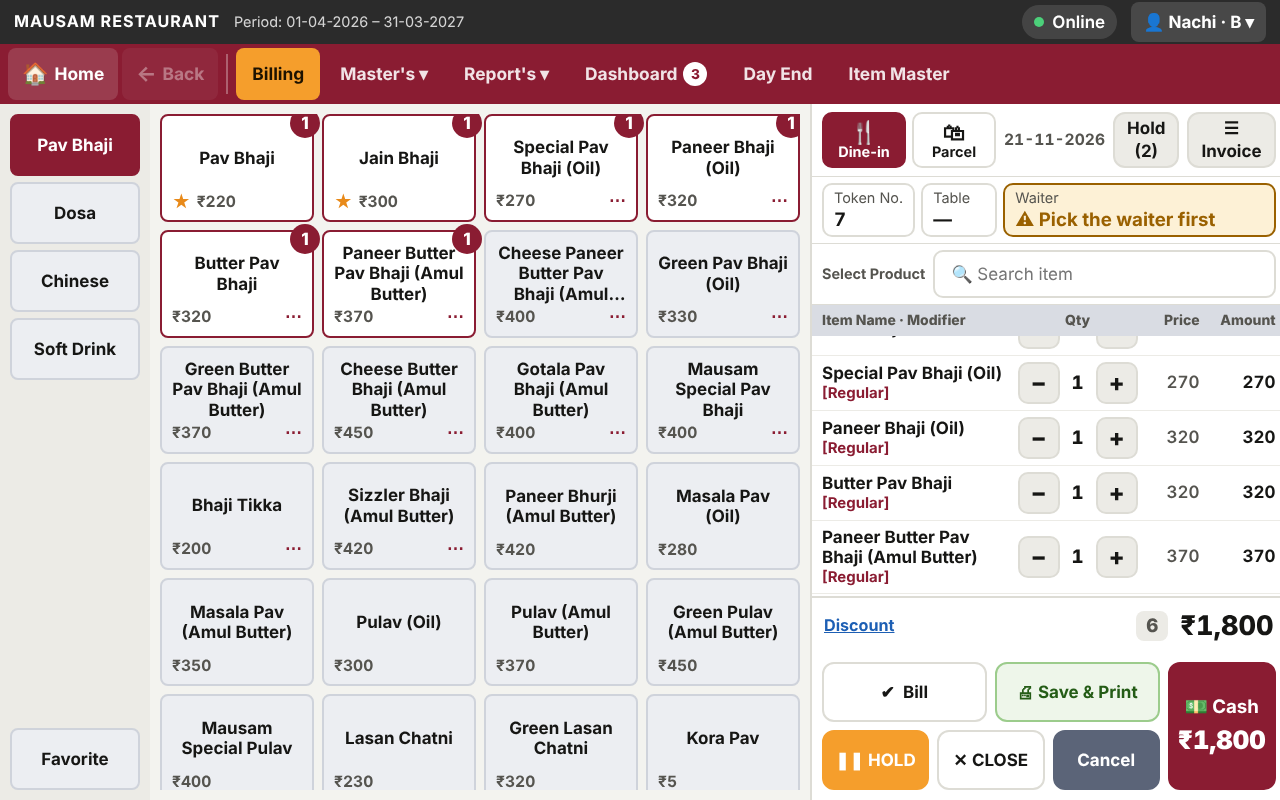 MAUSAM RESTAURANT Period: 01-04-2026 – 31-03-2027 Online Nachi · B ▾
Home ← Back Billing Master's ▾ Report's ▾ Dashboard 3 Day End Item Master
Pav Bhaji
Dosa
Chinese
Soft Drink
Favorite
1 1 1 1
Pav Bhaji
★ ₹220
Jain Bhaji
★ ₹300
Special Pav
Bhaji (Oil)
₹270 ...
Paneer Bhaji
(Oil)
₹320 ...
1 1
Butter Pav
Bhaji
₹320 ...
Paneer Butter
Pav Bhaji (Amul
Butter)
₹370 ...
Cheese Paneer
Butter Pav
Bhaji (Amul...
₹400 ...
Green Pav Bhaji
(Oil)
₹330 ...
Green Butter
Pav Bhaji (Amul
Butter)
₹370 ...
Cheese Butter
Bhaji (Amul
Butter)
₹450 ...
Gotala Pav
Bhaji (Amul
Butter)
₹400 ...
Mausam
Special Pav
Bhaji
₹400 ...
Bhaji Tikka
₹200 ...
Sizzler Bhaji
(Amul Butter)
₹420 ...
Paneer Bhurji
(Amul Butter)
₹420
Masala Pav
(Oil)
₹280
Masala Pav
(Amul Butter)
₹350
Pulav (Oil)
₹300
Pulav (Amul
Butter)
₹370
Green Pulav
(Amul Butter)
₹450
Mausam
Special Pulav
₹400
Lasan Chatni
₹230
Green Lasan
Chatni
₹320
Kora Pav
₹5
Dine-in
Parcel
21-11-2026
Hold
(2)
☰
Invoice
Token No.
7
Table
—
Waiter
⚠ Pick the waiter first
Select Product Search item
Item Name · Modifier Qty Price Amount
Special Pav Bhaji (Oil)
[Regular]
− 1 + 270 270
Paneer Bhaji (Oil)
[Regular]
− 1 + 320 320
Butter Pav Bhaji
[Regular]
− 1 + 320 320
Paneer Butter Pav
Bhaji (Amul Butter)
[Regular]
− 1 + 370 370
Discount 6 ₹1,800
✔ Bill
Save & Print
Cash
₹1,800
❚❚ HOLD
✕ CLOSE
Cancel